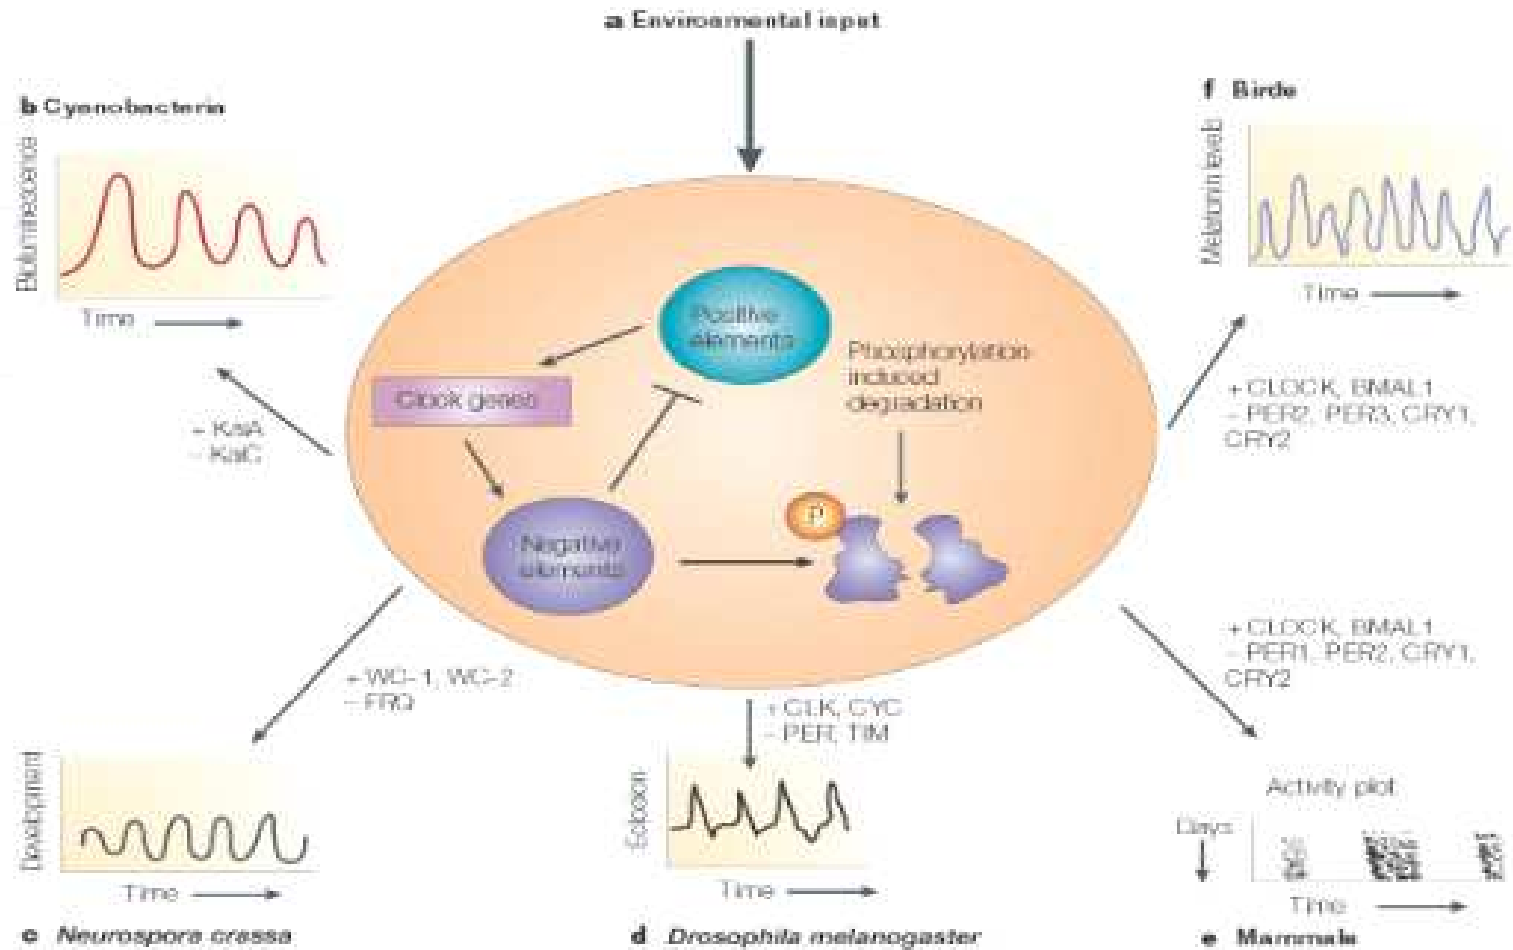 a Environmental input
b Cyanobacteria
Bioluminescence
Time
+ KaiA
- KaiC
f Birds
Melatonin levels
Time
+ CLOCK, BMAL1
- PER2, PER3, CRY1,
CRY2
Positive
elements
Clock genes
Negative
elements
Phosphorylation-
induced
degradation
P
+ WC-1, WC-2
- FRQ
Development
Time
c Neurospora crassa
+ CLK, CYC
- PER, TIM
Eclosion
Time
d Drosophila melanogaster
+ CLOCK, BMAL1
- PER1, PER2, CRY1,
CRY2
Activity plot
Days
Time
e Mammals